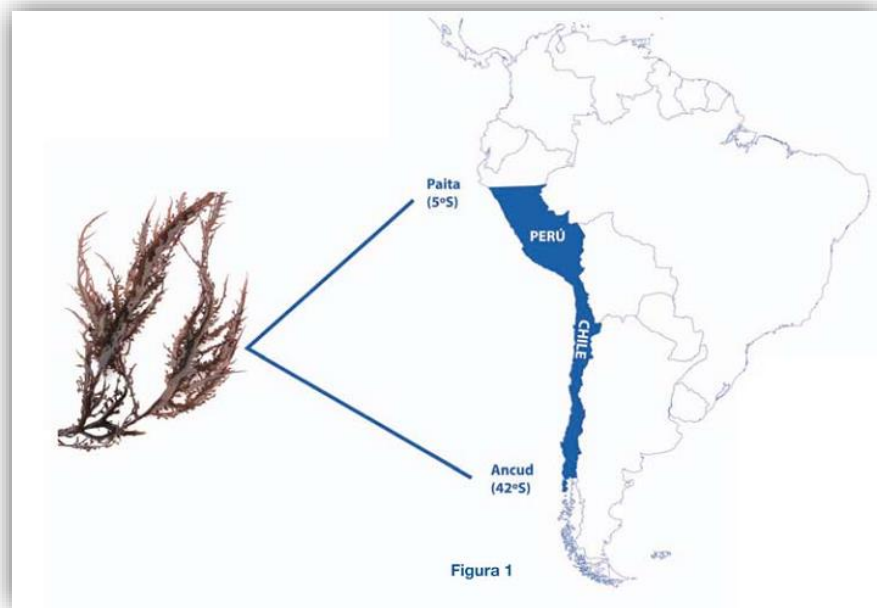 Paita
(5ºS)
PERÚ
CHILE
Ancud
(42ºS)
Figura 1